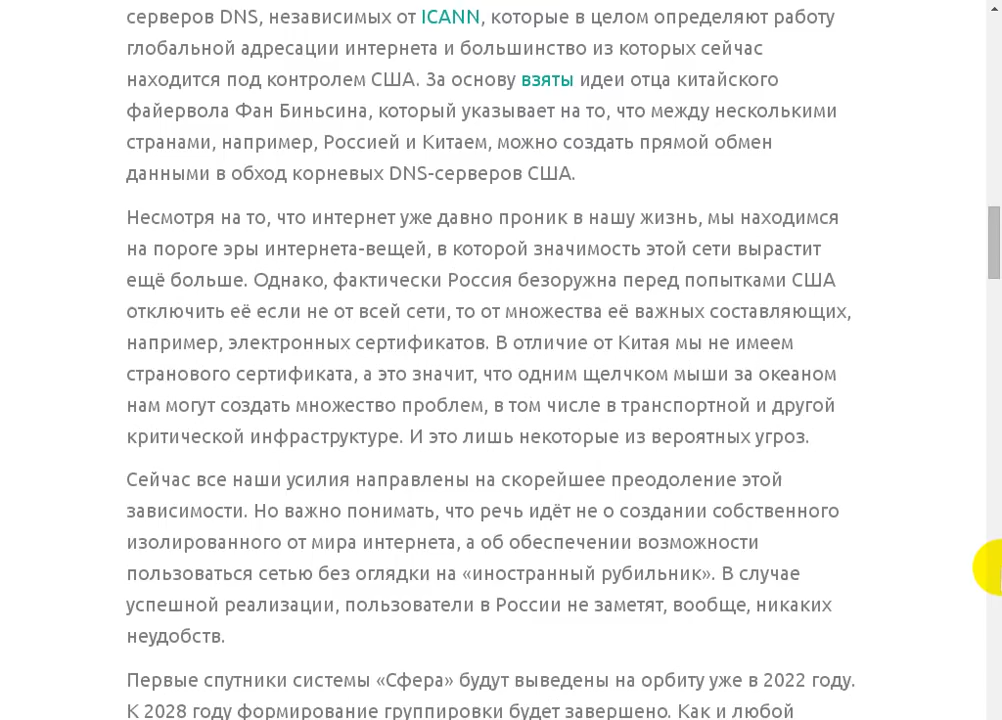 серверов DNS, независимых от ICANN, которые в целом определяют работу
глобальной адресации интернета и большинство из которых сейчас
находится под контролем США. За основу взяты идеи отца китайского
файервола Фан Биньсина, который указывает на то, что между несколькими
странами, например, Россией и Китаем, можно создать прямой обмен
данными в обход корневых DNS-серверов США.
Несмотря на то, что интернет уже давно проник в нашу жизнь, мы находимся
на пороге эры интернета-вещей, в которой значимость этой сети вырастит
ещё больше. Однако, фактически Россия безоружна перед попытками США
отключить её если не от всей сети, то от множества её важных составляющих,
например, электронных сертификатов. В отличие от Китая мы не имеем
странового сертификата, а это значит, что одним щелчком мыши за океаном
нам могут создать множество проблем, в том числе в транспортной и другой
критической инфраструктуре. И это лишь некоторые из вероятных угроз.
Сейчас все наши усилия направлены на скорейшее преодоление этой
зависимости. Но важно понимать, что речь идёт не о создании собственного
изолированного от мира интернета, а об обеспечении возможности
пользоваться сетью без оглядки на «иностранный рубильник». В случае
успешной реализации, пользователи в России не заметят, вообще, никаких
неудобств.
Первые спутники системы «Сфера» будут выведены на орбиту уже в 2022 году.
К 2028 году формирование группировки будет завершено. Как и любой